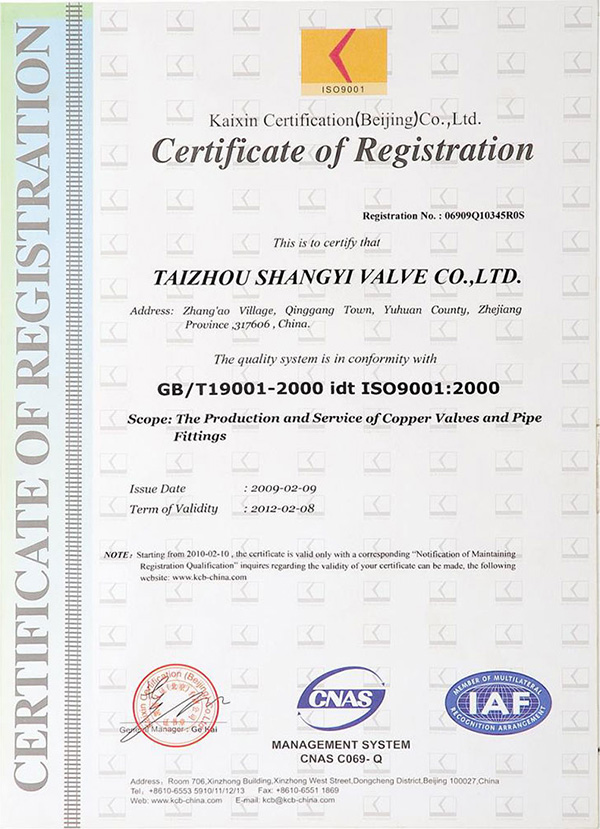 CERTIFICATE OF REGISTRATION
ISO9001
Kaixin Certification(Beijing)Co.,Ltd.
Certificate of Registration
Registration No. : 06909Q10345R0S
This is to certify that
TAIZHOU SHANGYI VALVE CO.,LTD.
Address: Zhang'ao Village, Qinggang Town, Yuhuan County, Zhejiang
Province ,317606 , China.
The quality system is in conformity with
GB/T19001-2000 idt ISO9001:2000
Scope: The Production and Service of Copper Valves and Pipe
Fittings
Issue Date : 2009-02-09
Term of Validity : 2012-02-08
NOTE: Starting from 2010-02-10 , the certificate is valid only with a corresponding "Notification of Maintaining
Registration Qualification" inquires regarding the validity of your certificate can be made, the following
website: www.kcb-china.com
Kaixin Certification (Beijing) Co.,Ltd
General Manager: Ge Kai
CNAS
MANAGEMENT SYSTEM
CNAS C069- Q
MEMBER OF MULTILATERAL
IAF
RECOGNITION ARRANGEMENT
Address: Room 706,Xinzhong Building,Xinzhong West Street,Dongcheng District,Beijing 100027,China
Tel: +8610-6553 5910/11/12/13 Fax: +8610-6551 1869
Web: www.kcb-china.com E-mail: kcb@kcb-china.com